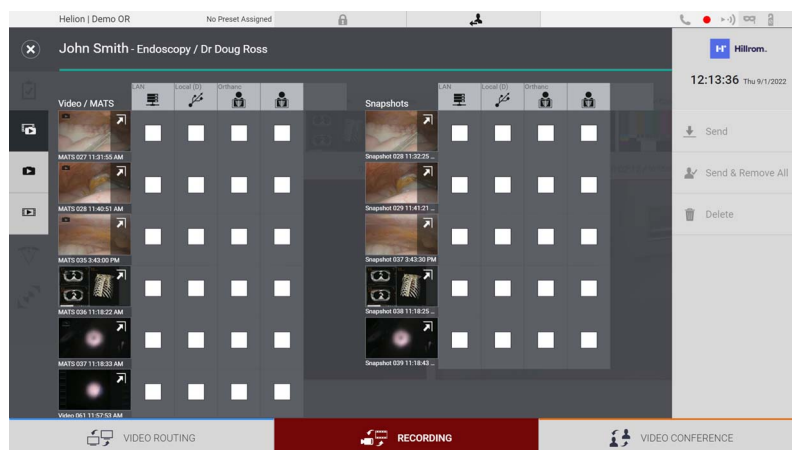 Helion | Demo OR
No Preset Assigned
John Smith - Endoscopy / Dr Doug Ross
Hillrom.
12:13:36 Thu 9/1/2022
LAN
Local (D)
Orthanc
Video / MATS
LAN
Local (D)
Orthanc
Snapshots
MATS 027 11:31:55 AM
Snapshot 028 11:32:25 ...
MATS 028 11:40:51 AM
Snapshot 029 11:41:21 ...
MATS 035 3:43:00 PM
Snapshot 037 3:43:30 PM
MATS 036 11:18:22 AM
Snapshot 038 11:18:25 ...
MATS 037 11:18:33 AM
Snapshot 039 11:18:43 ...
Video 061 11:57:53 AM
Send
Send & Remove All
Delete
VIDEO ROUTING
RECORDING
VIDEO CONFERENCE